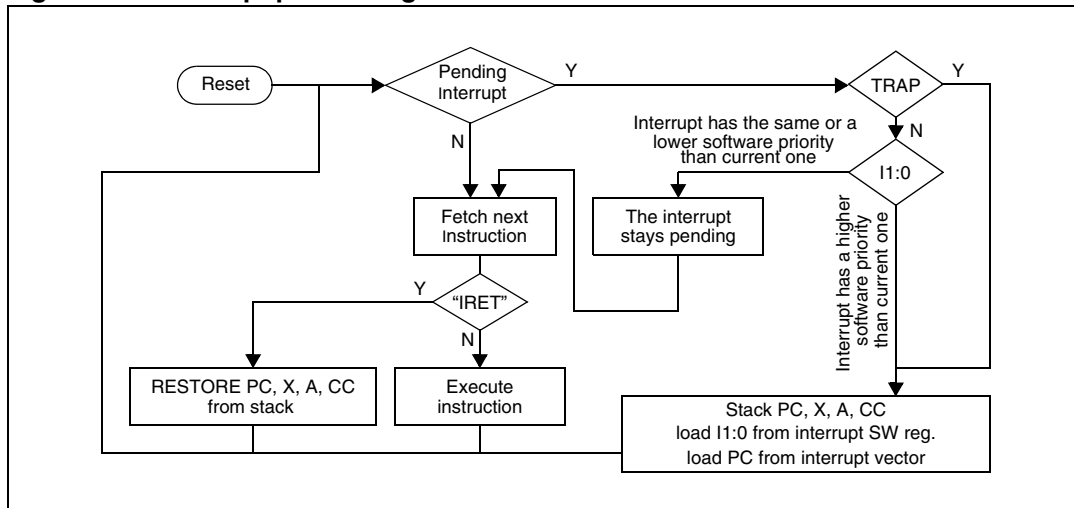 Reset
Pending
Interrupt
Y
TRAP
Y
N
N
Interrupt has the same or a
lower software priority
than current one
I1:0
Fetch next
Instruction
The interrupt
stays pending
Interrupt has a higher
software priority
than current one
Y
“IRET”
N
RESTORE PC, X, A, CC
from stack
Execute
instruction
Stack PC, X, A, CC
load I1:0 from interrupt SW reg.
load PC from interrupt vector